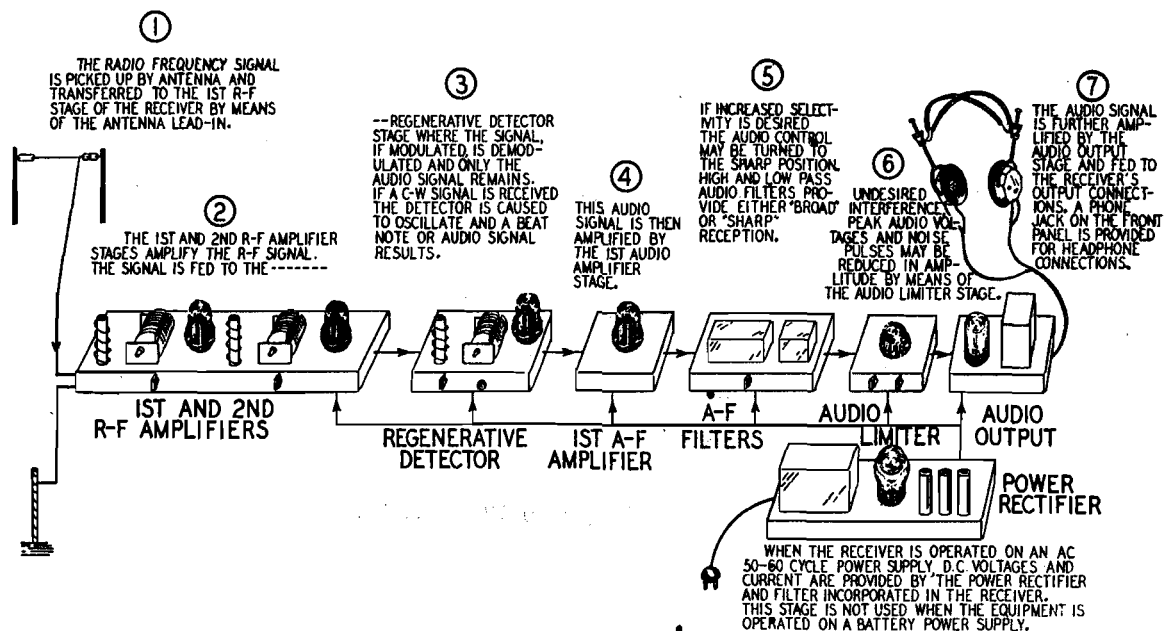 1
THE RADIO FREQUENCY SIGNAL
IS PICKED UP BY ANTENNA AND
TRANSFERRED TO THE 1ST R-F
STAGE OF THE RECEIVER BY MEANS
OF THE ANTENNA LEAD-IN.
2
THE 1ST AND 2ND R-F AMPLIFIER
STAGES AMPLIFY THE R-F SIGNAL.
THE SIGNAL IS FED TO THE -------
3
--REGENERATIVE DETECTOR
STAGE WHERE THE SIGNAL,
IF MODULATED, IS DEMOD-
ULATED AND ONLY THE
AUDIO SIGNAL REMAINS.
IF A C-W SIGNAL IS RECEIVED
THE DETECTOR IS CAUSED
TO OSCILLATE AND A BEAT
NOTE OR AUDIO SIGNAL
RESULTS.
4
THIS AUDIO
SIGNAL IS THEN
AMPLIFIED BY
THE 1ST AUDIO
AMPLIFIER
STAGE.
5
IF INCREASED SELECT-
IVITY IS DESIRED
THE AUDIO CONTROL
MAY BE TURNED TO
THE SHARP POSITION.
HIGH AND LOW PASS
AUDIO FILTERS PRO-
VIDE EITHER "BROAD"
OR "SHARP"
RECEPTION.
6
UNDESIRED
INTERFERENCE,
PEAK AUDIO VOL-
TAGES AND NOISE
PULSES MAY BE
REDUCED IN AMP-
LITUDE BY MEANS OF
THE AUDIO LIMITER STAGE.
7
THE AUDIO SIGNAL
IS FURTHER AMP-
LIFIED BY THE
AUDIO OUTPUT
STAGE AND FED TO
THE RECEIVER'S
OUTPUT CONNECT-
IONS. A PHONE
JACK ON THE FRONT
PANEL IS PROVIDED
FOR HEADPHONE
CONNECTIONS.
1ST AND 2ND
R-F AMPLIFIERS
REGENERATIVE
DETECTOR
1ST A-F
AMPLIFIER
A-F
FILTERS
AUDIO
LIMITER
AUDIO
OUTPUT
POWER
RECTIFIER
WHEN THE RECEIVER IS OPERATED ON AN AC
50-60 CYCLE POWER SUPPLY, D.C. VOLTAGES AND
CURRENT ARE PROVIDED BY THE POWER RECTIFIER
AND FILTER INCORPORATED IN THE RECEIVER.
THIS STAGE IS NOT USED WHEN THE EQUIPMENT IS
OPERATED ON A BATTERY POWER SUPPLY.